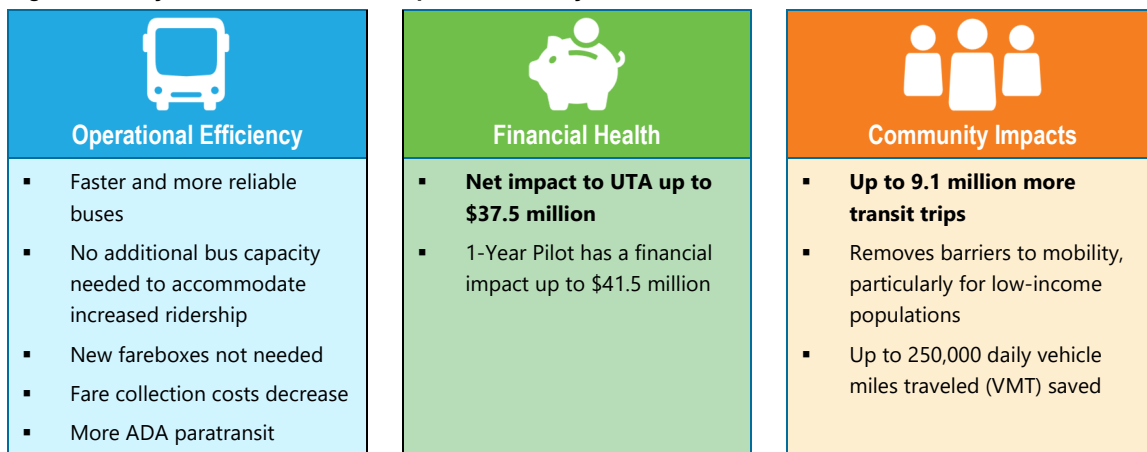 Operational Efficiency
▪ Faster and more reliable
buses
▪ No additional bus capacity
needed to accommodate
increased ridership
▪ New fareboxes not needed
▪ Fare collection costs decrease
▪ More ADA paratransit
Financial Health
▪ Net impact to UTA up to
$37.5 million
▪ 1-Year Pilot has a financial
impact up to $41.5 million
Community Impacts
▪ Up to 9.1 million more
transit trips
▪ Removes barriers to mobility,
particularly for low-income
populations
▪ Up to 250,000 daily vehicle
miles traveled (VMT) saved